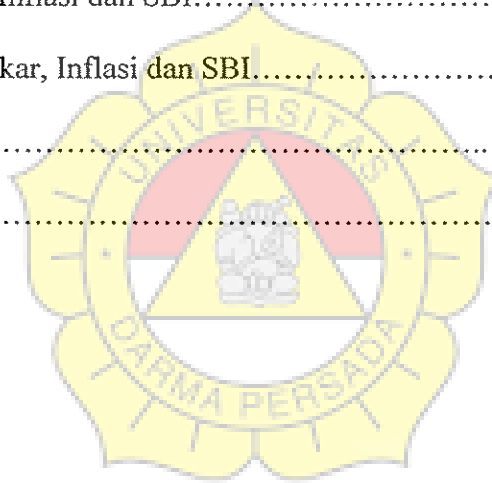 Inflasi dan SBI……………………
kar, Inflasi dan SBI……………………
……………………………………………
……………………………………………
UNIVERSITAS
DARMA PERSADA